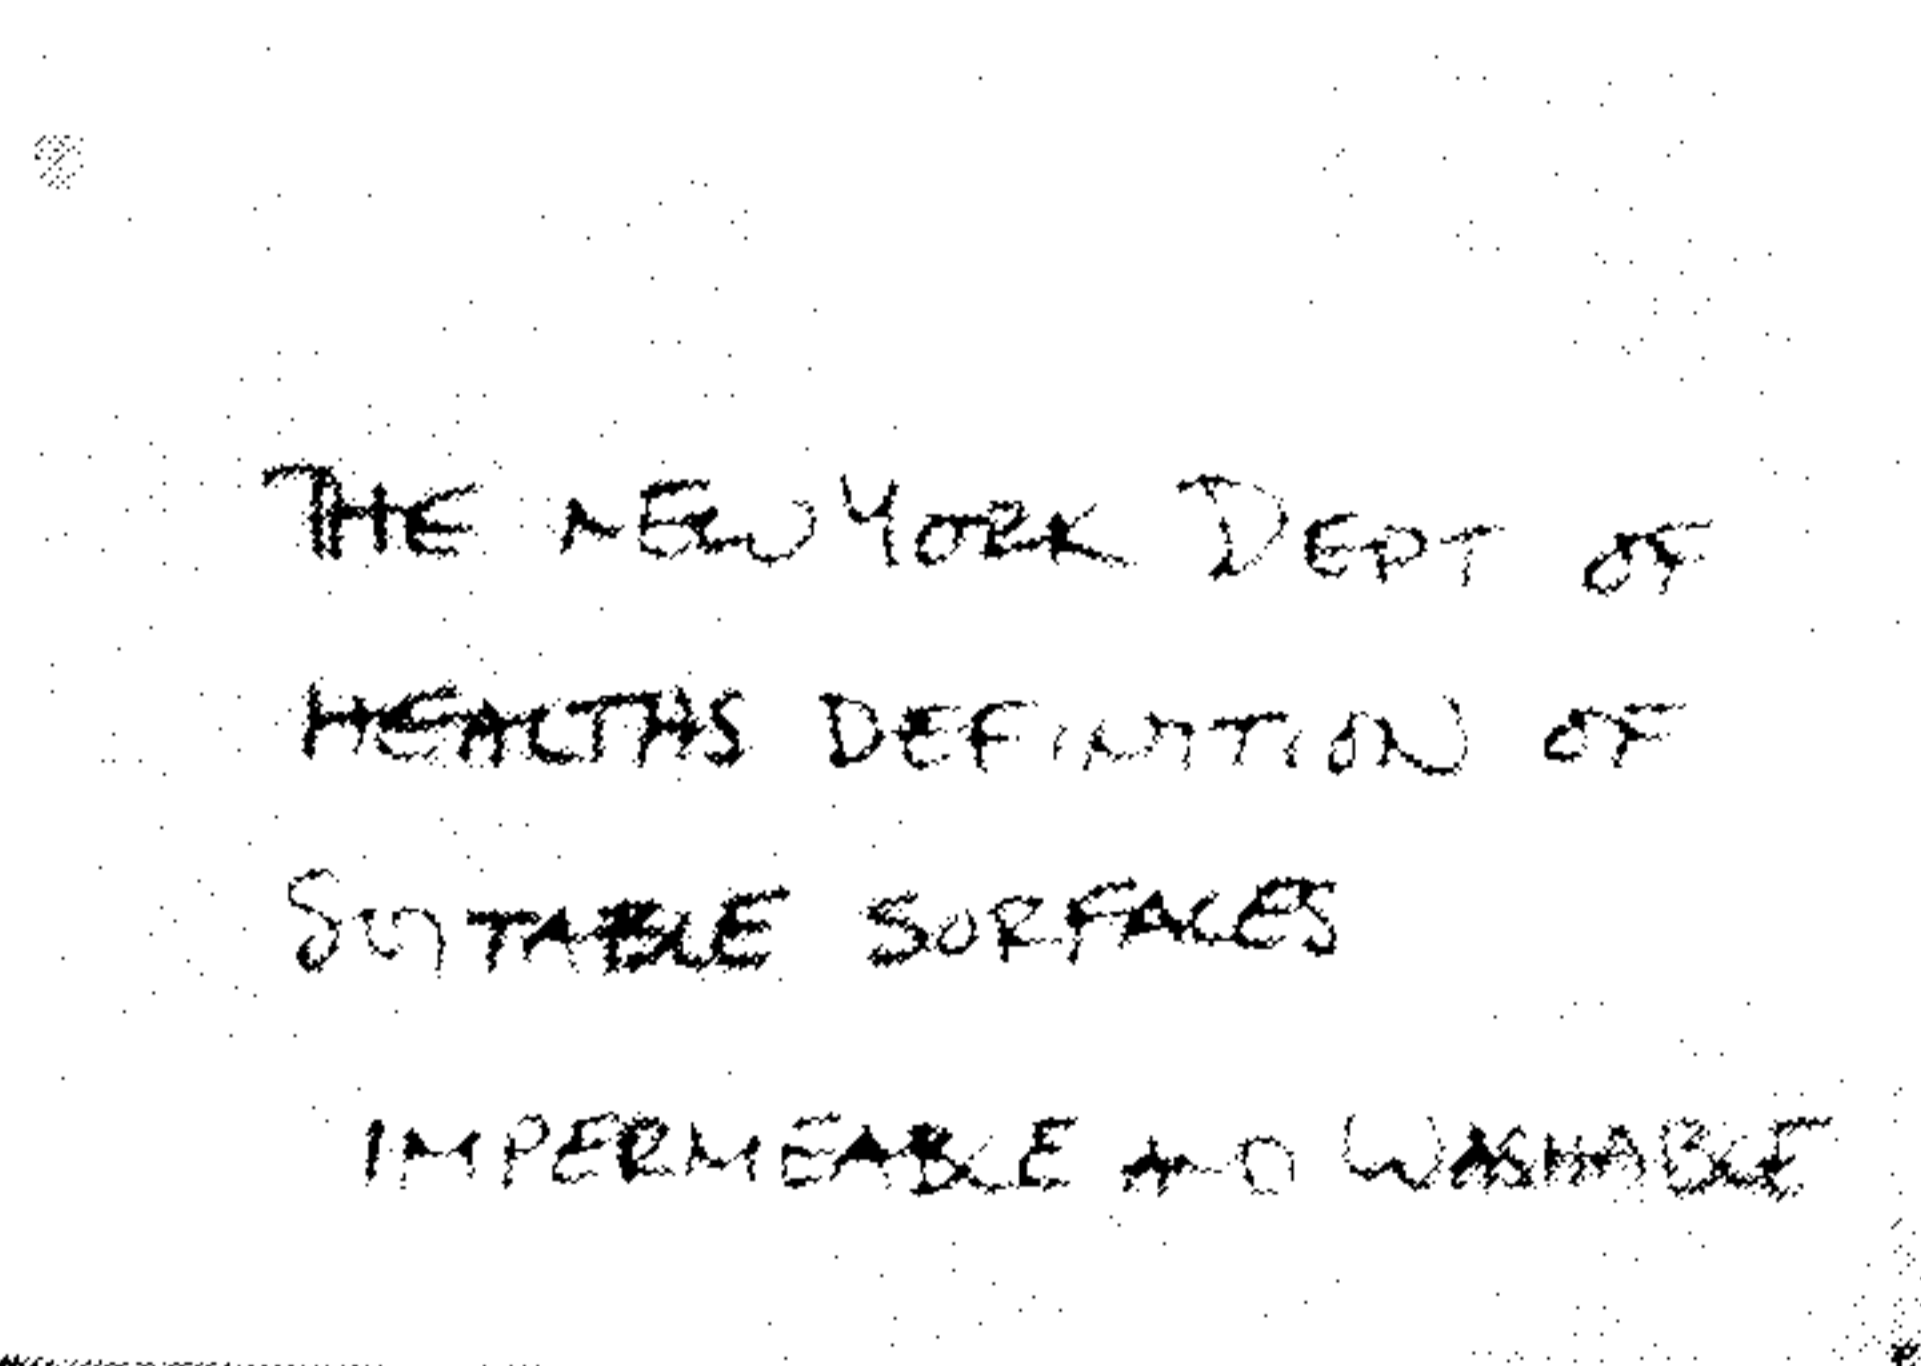 THE NEW YORK DEPT OF
HEALTHS DEFINITION OF
SUITABLE SURFACES
IMPERMEABLE AND WASHABLE